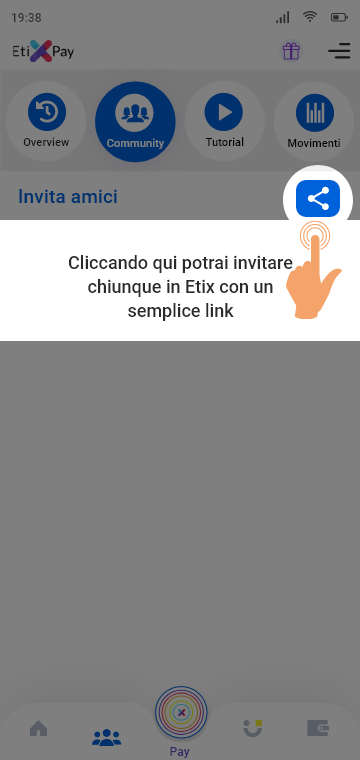 19:38
EtiXPay
Overview
Community
Tutorial
Movimenti
Invita amici
Cliccando qui potrai invitare
chiunque in Etix con un
semplice link
Pay